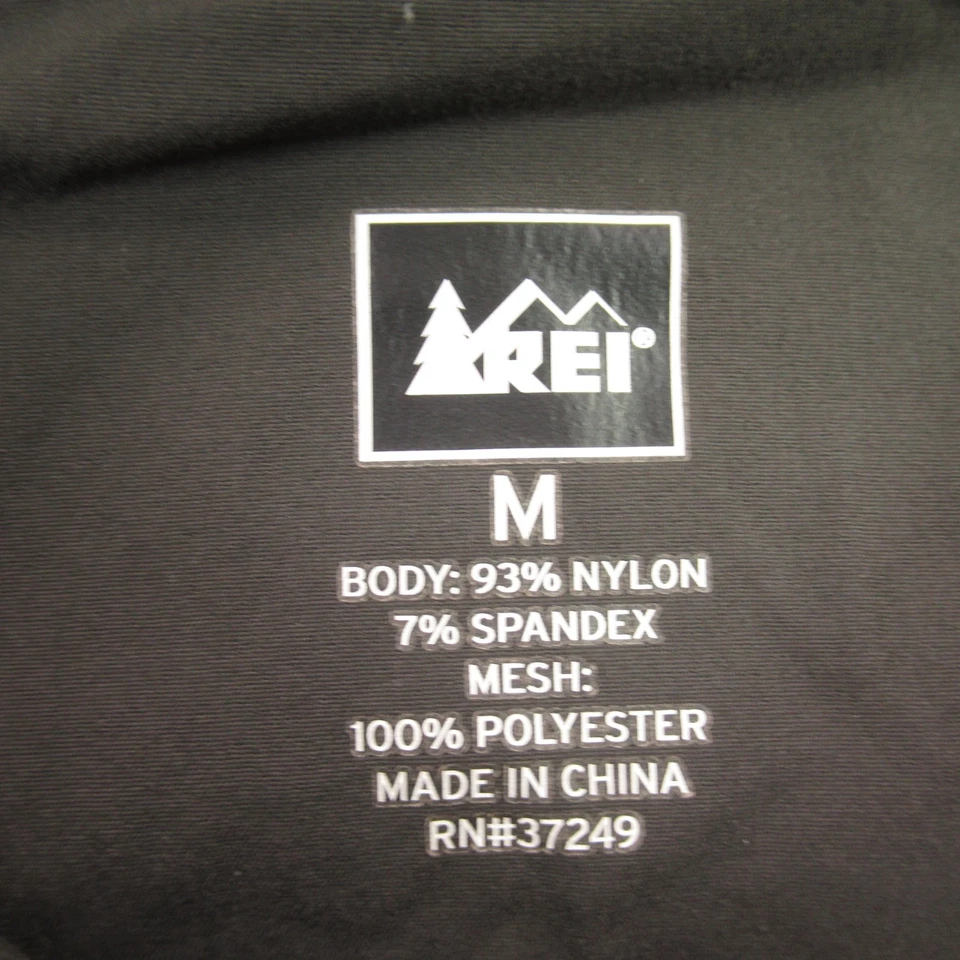 REI®
M
BODY: 93% NYLON
7% SPANDEX
MESH:
100% POLYESTER
MADE IN CHINA
RN#37249